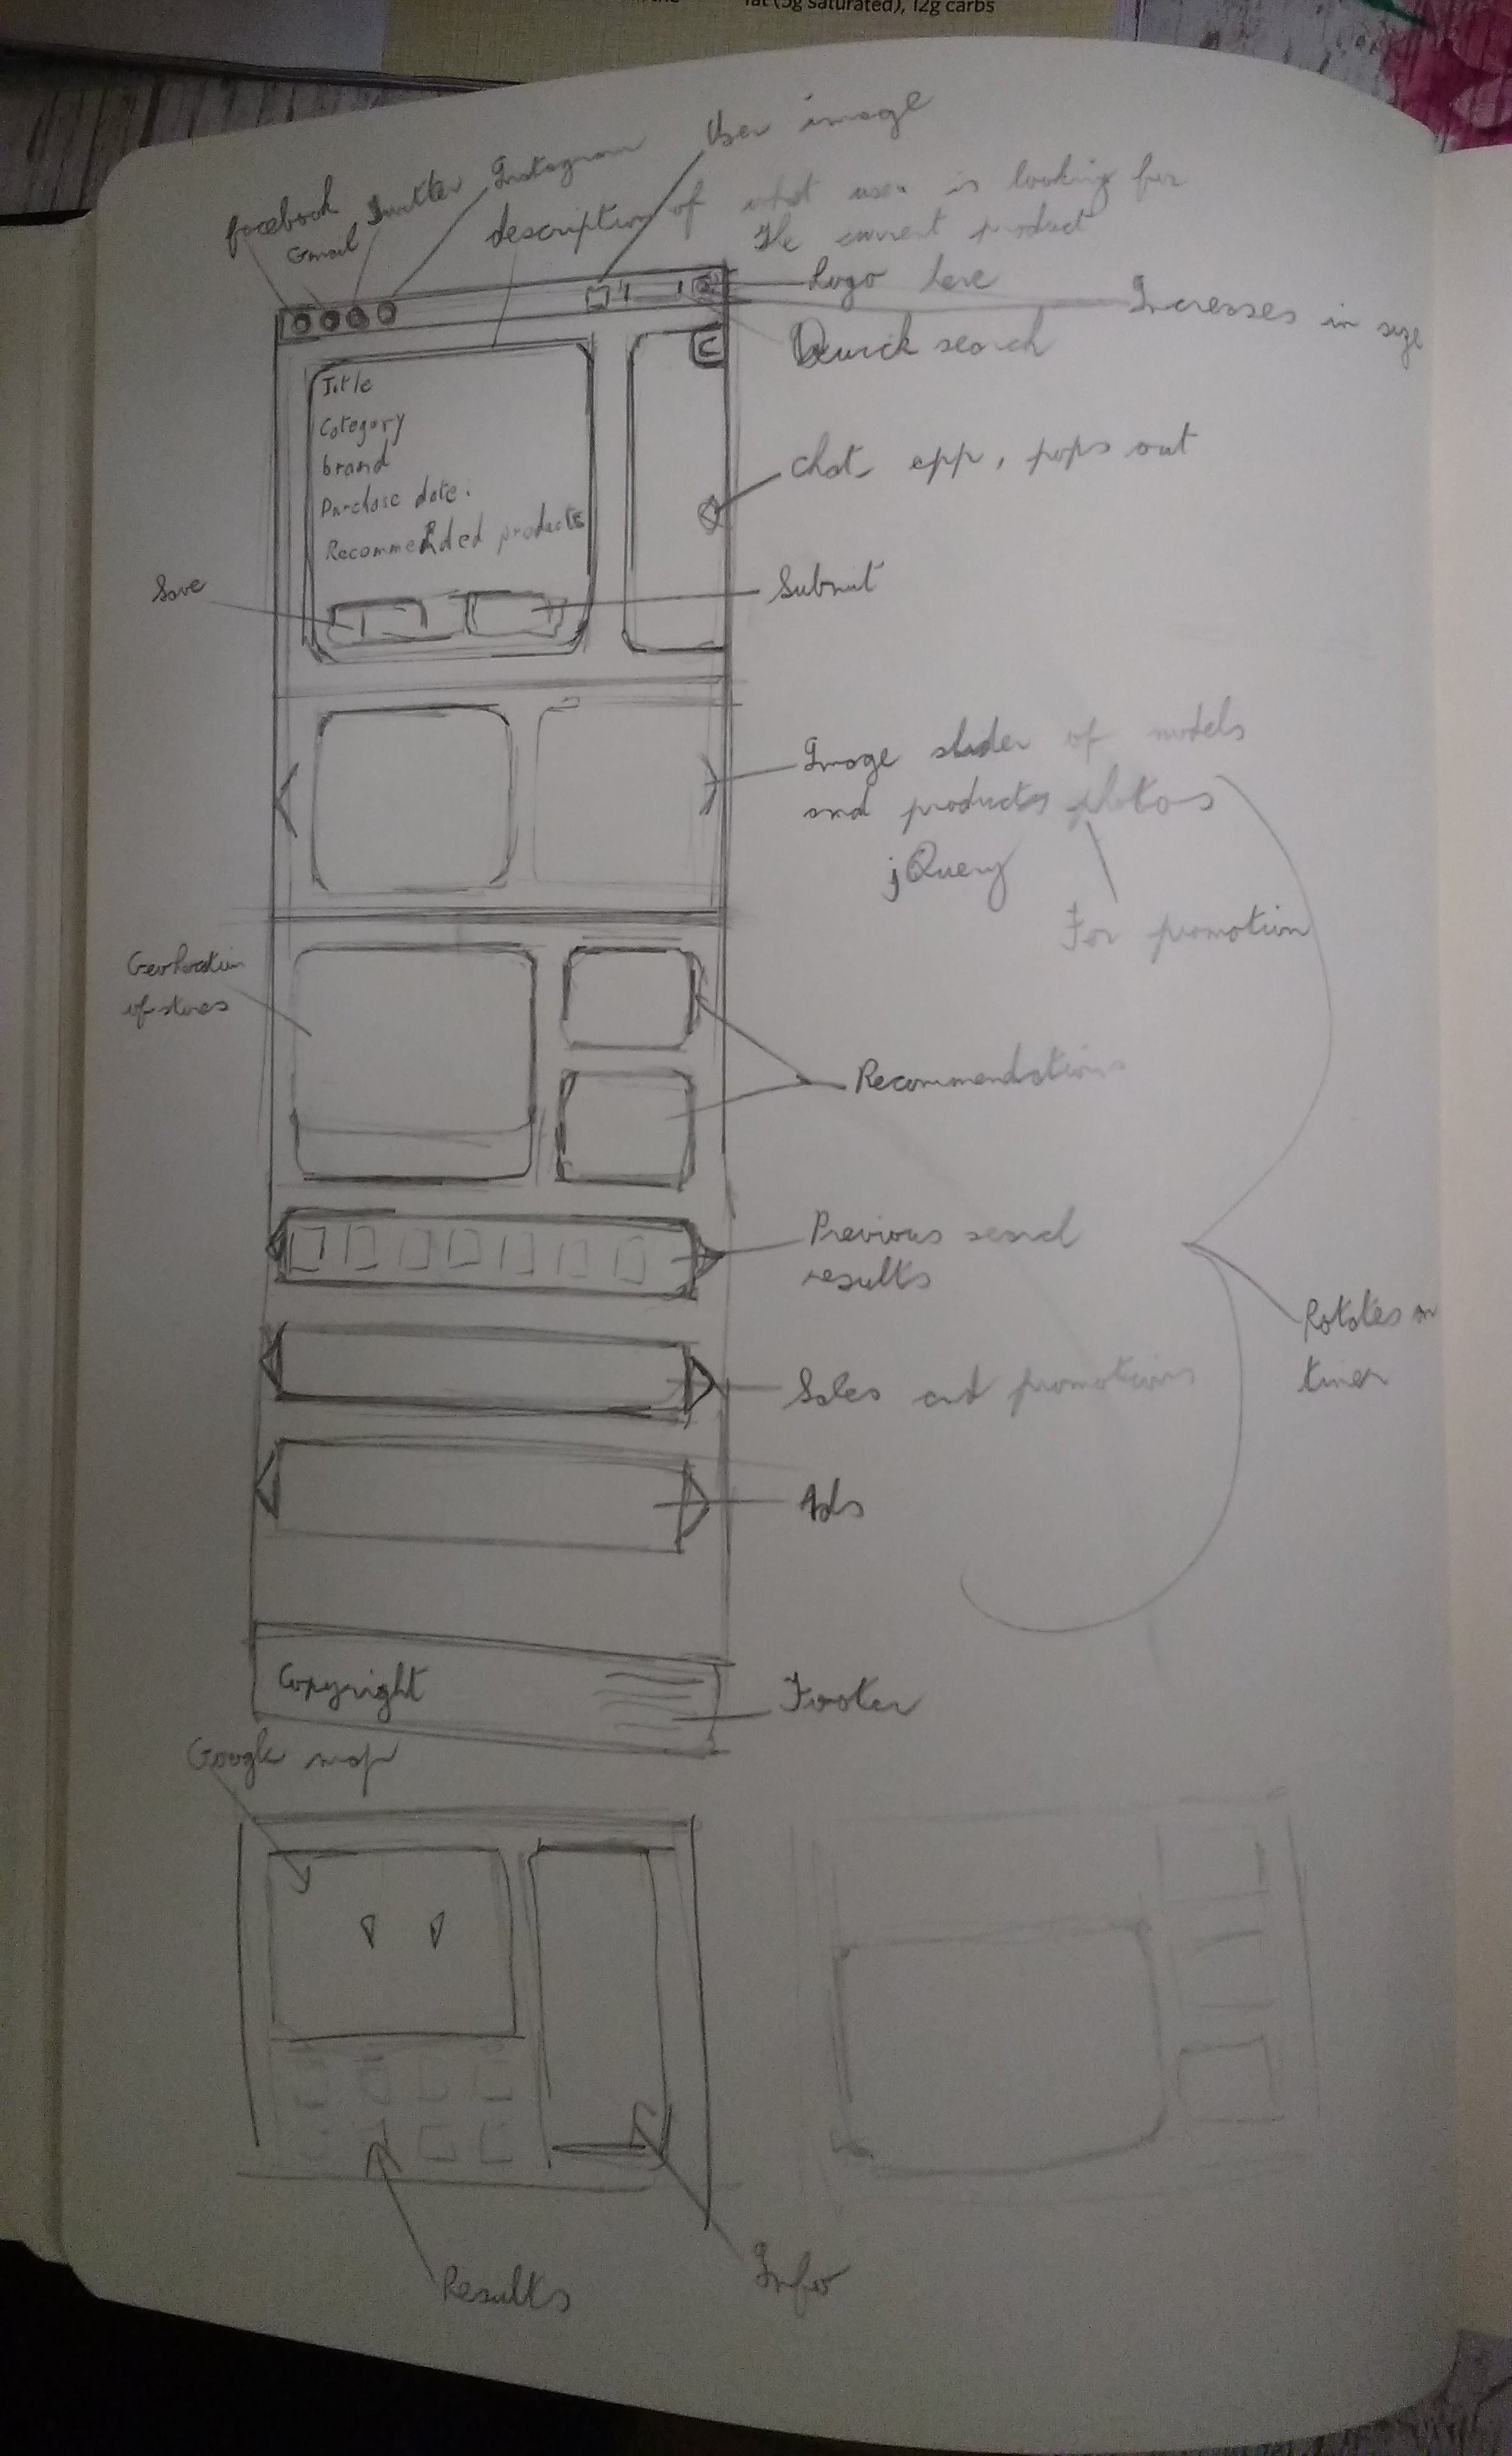 fat (5g saturated), 12g carbs
User image
facebook
Gmail
Twitter
Instagram
description of what user is looking for
The current product
Logo here
Increases in size
Quick search
Title
Category
brand
Purchase date:
Recommended products
chat app, pops out
Save
Submit
Image slider of models
and products photos
jQuery
For promotion
Geolocation
of stores
Recommendations
Previous search
results
Rotates on
timer
Sales and promotions
Ads
Copyright
Footer
Google map
Results
Info